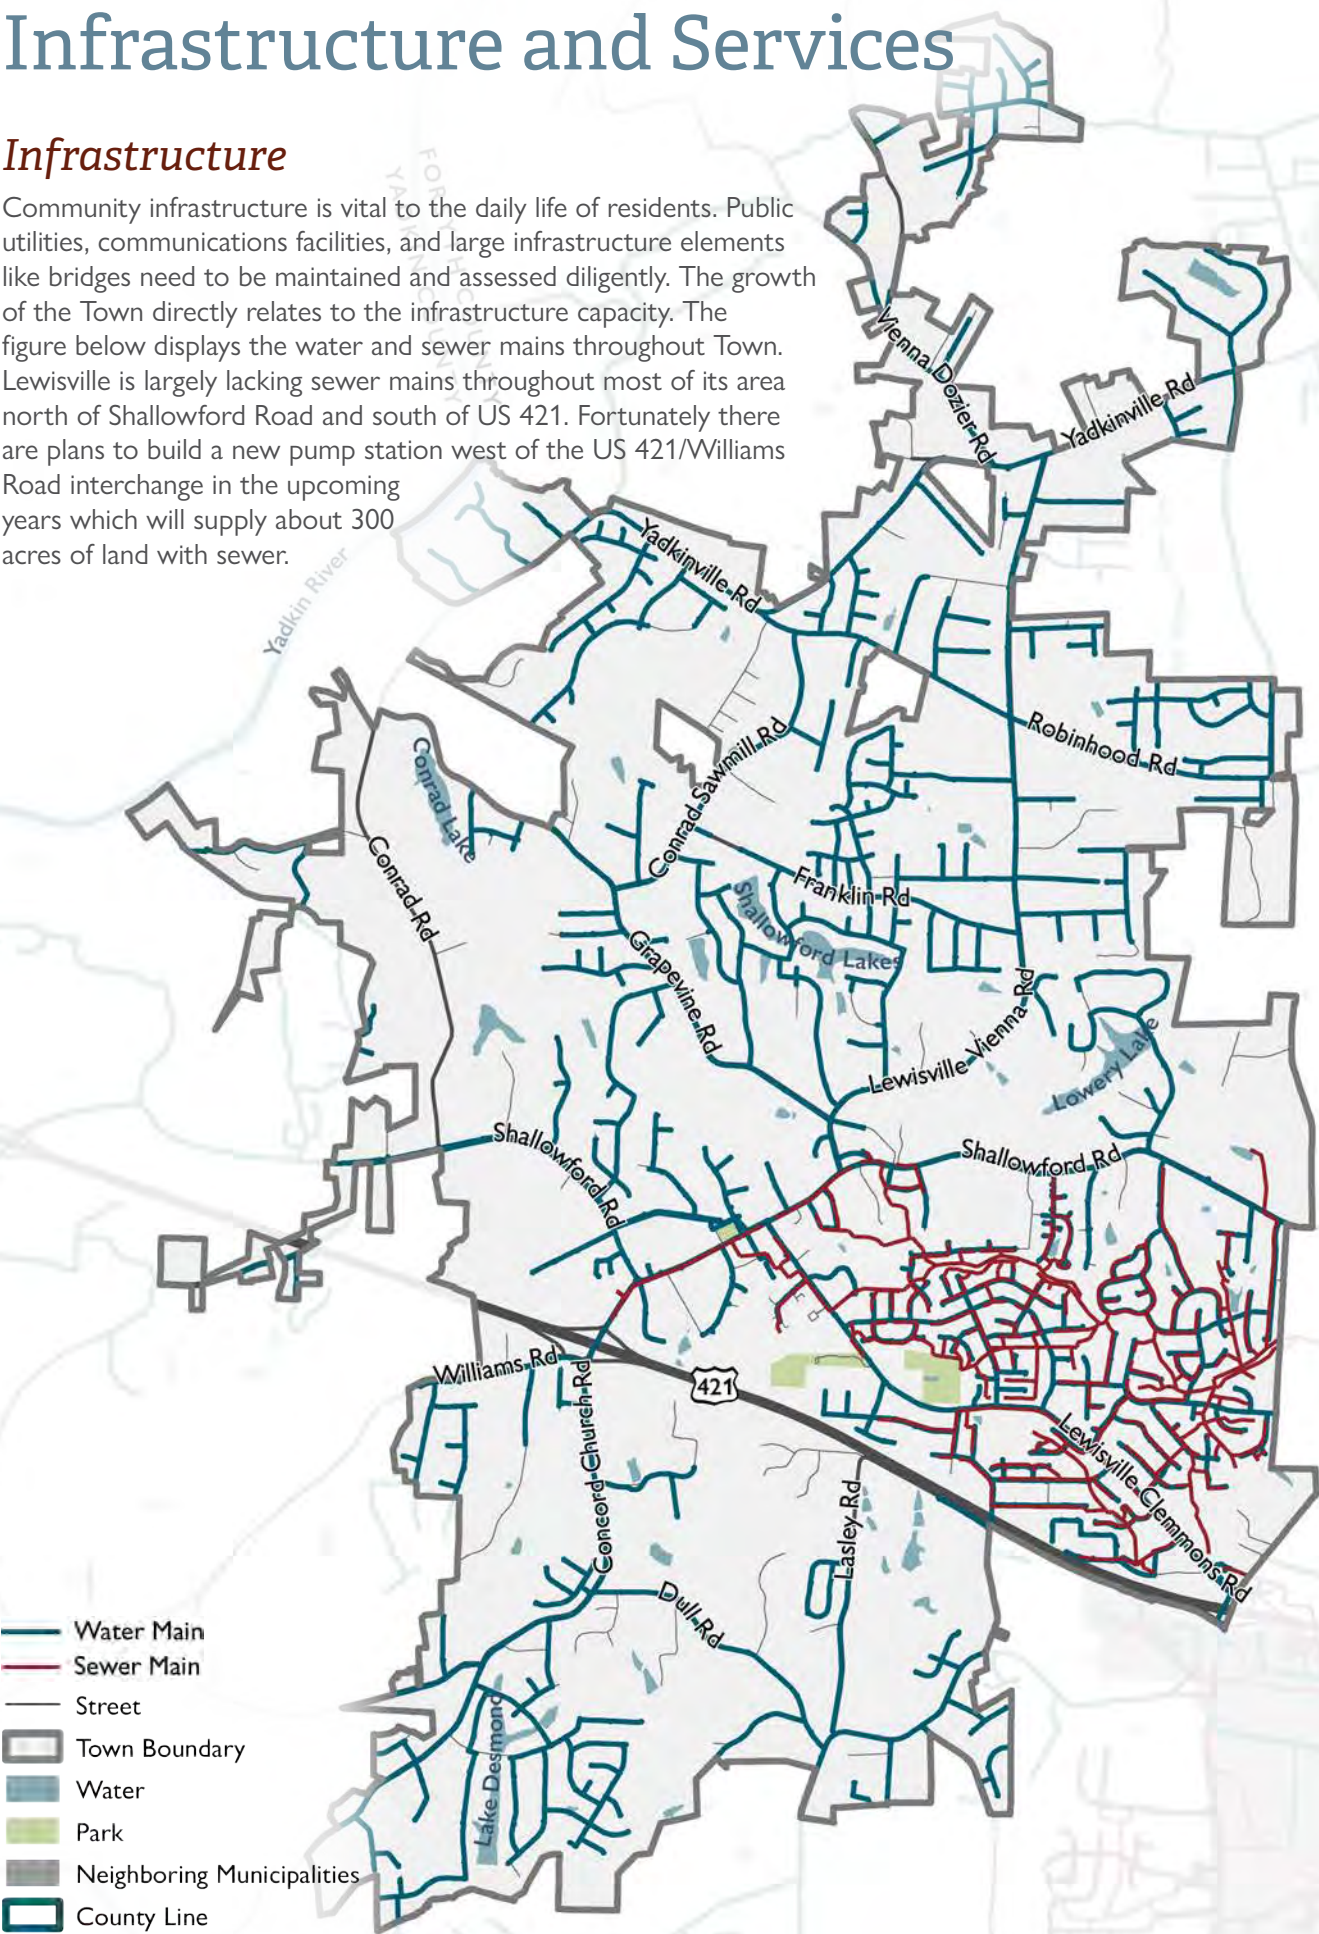 Infrastructure and Services
Infrastructure
Community infrastructure is vital to the daily life of residents. Public
utilities, communications facilities, and large infrastructure elements
like bridges need to be maintained and assessed diligently. The growth
of the Town directly relates to the infrastructure capacity. The
figure below displays the water and sewer mains throughout Town.
Lewisville is largely lacking sewer mains throughout most of its area
north of Shallowford Road and south of US 421. Fortunately there
are plans to build a new pump station west of the US 421/Williams
Road interchange in the upcoming
years which will supply about 300
acres of land with sewer.
Vienna Dozier Rd
Yadkinville Rd
Yadkinville Rd
Yadkin River
Robinhood Rd
Conrad Sawmill Rd
Conrad Lake
Conrad Rd
Franklin Rd
Shallowford Lakes
Grapevine Rd
Lewisville Vienna Rd
Lowery Lake
Shallowford Rd
Shallowford Rd
Williams Rd
421
Concord Church Rd
Lewisville Clemmons Rd
Lasley Rd
Dull Rd
Lake Desmond
Water Main
Sewer Main
Street
Town Boundary
Water
Park
Neighboring Municipalities
County Line